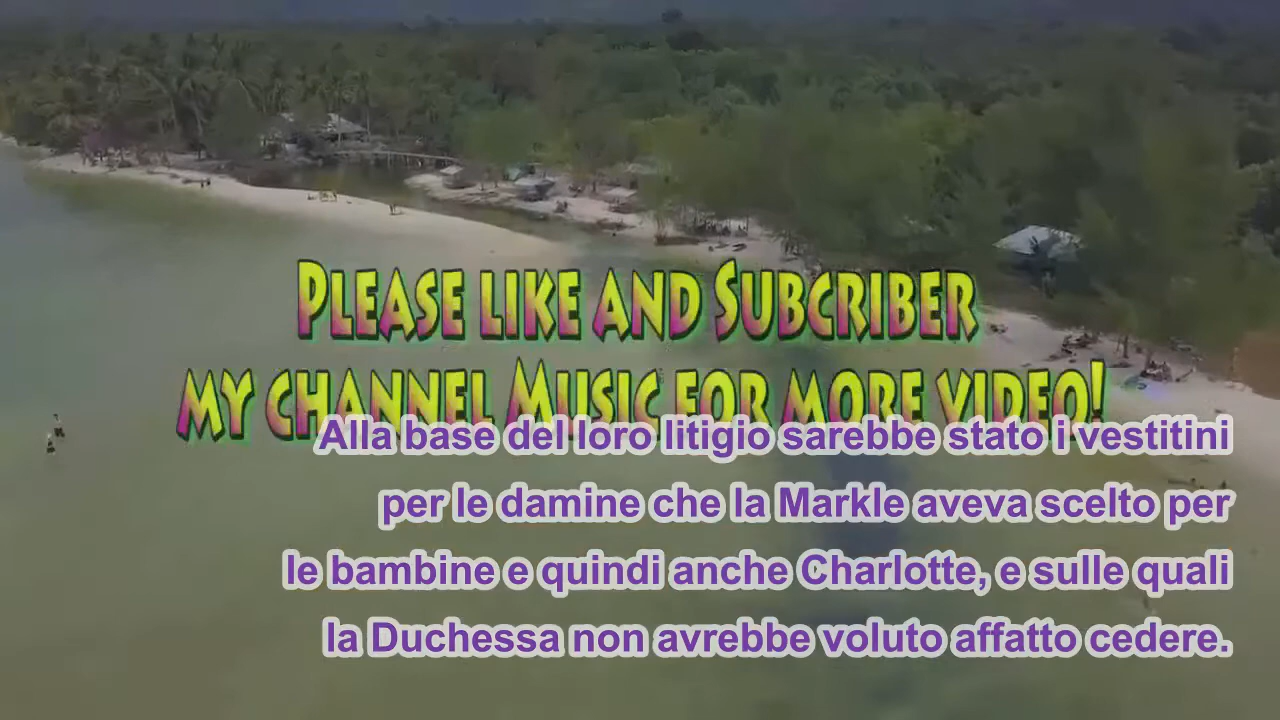 Please like and Subcriber
my channel Music for more video!
Alla base del loro litigio sarebbe stato i vestitini
per le damine che la Markle aveva scelto per
le bambine e quindi anche Charlotte, e sulle quali
la Duchessa non avrebbe voluto affatto cedere.